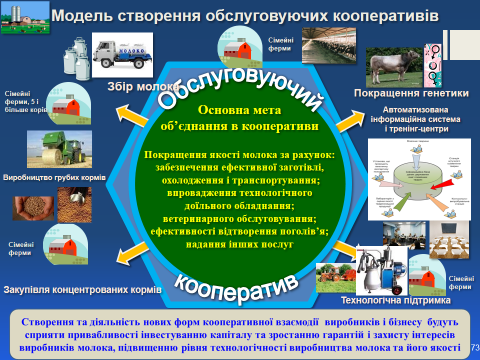 Модель створення обслуговуючих кооперативів
Сімейні
ферми
МОЛОКО
Збір молока
Сімейні
ферми, 5 і
більше корів
Обслуговуючий
Покращення генетики
Автоматизована
інформаційна система
і тренінг-центри
Основна мета
об’єднання в кооперативи
Покращення якості молока за рахунок:
забезпечення ефективної заготівлі,
охолодження і транспортування;
впровадження технологічного
доїльного обладнання;
ветеринарного обслуговування;
ефективності відтворення поголів’я;
надання інших послуг
Виробництво грубих кормів
Сімейні
ферми
Закупівля концентрованих кормів
кооператив
Сімейні
ферми
Технологічна підтримка
Створення та діяльність нових форм кооперативної взаємодії виробників і бізнесу будуть
сприяти привабливості інвестуванню капіталу та зростанню гарантій і захисту інтересів
виробників молока, підвищенню рівня технологічності виробництва молока та його якості
73